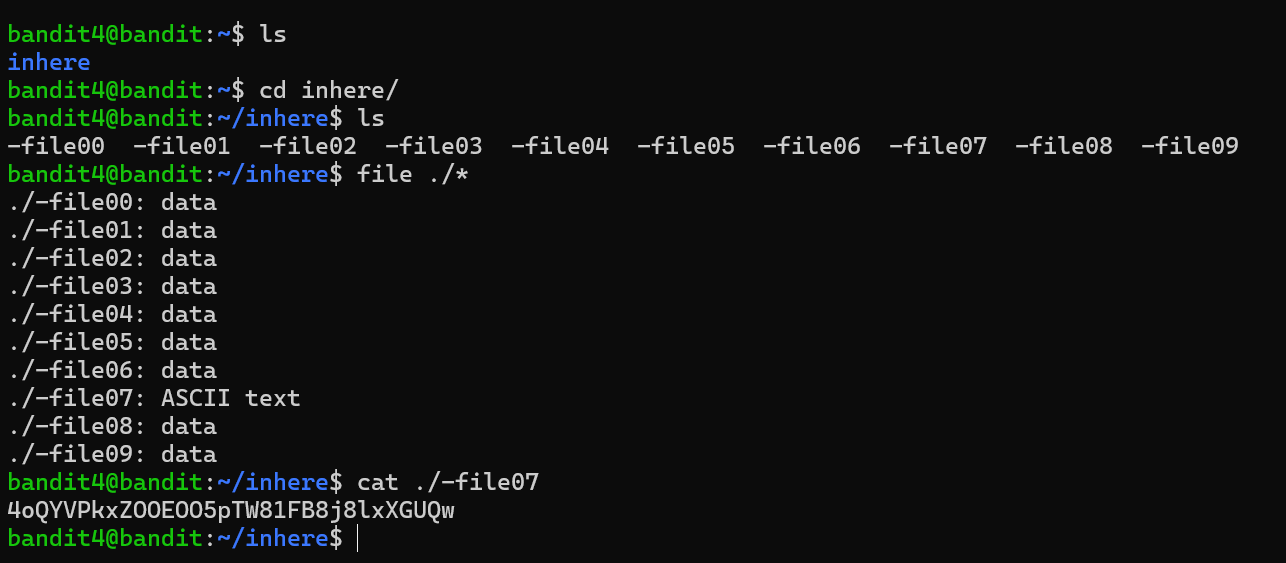 bandit4@bandit:~$ ls
inhere
bandit4@bandit:~$ cd inhere/
bandit4@bandit:~/inhere$ ls
-file00  -file01  -file02  -file03  -file04  -file05  -file06  -file07  -file08  -file09
bandit4@bandit:~/inhere$ file ./*
./-file00: data
./-file01: data
./-file02: data
./-file03: data
./-file04: data
./-file05: data
./-file06: data
./-file07: ASCII text
./-file08: data
./-file09: data
bandit4@bandit:~/inhere$ cat ./-file07
4oQYVPkxZOOEOO5pTW81FB8j8lxXGUQw
bandit4@bandit:~/inhere$